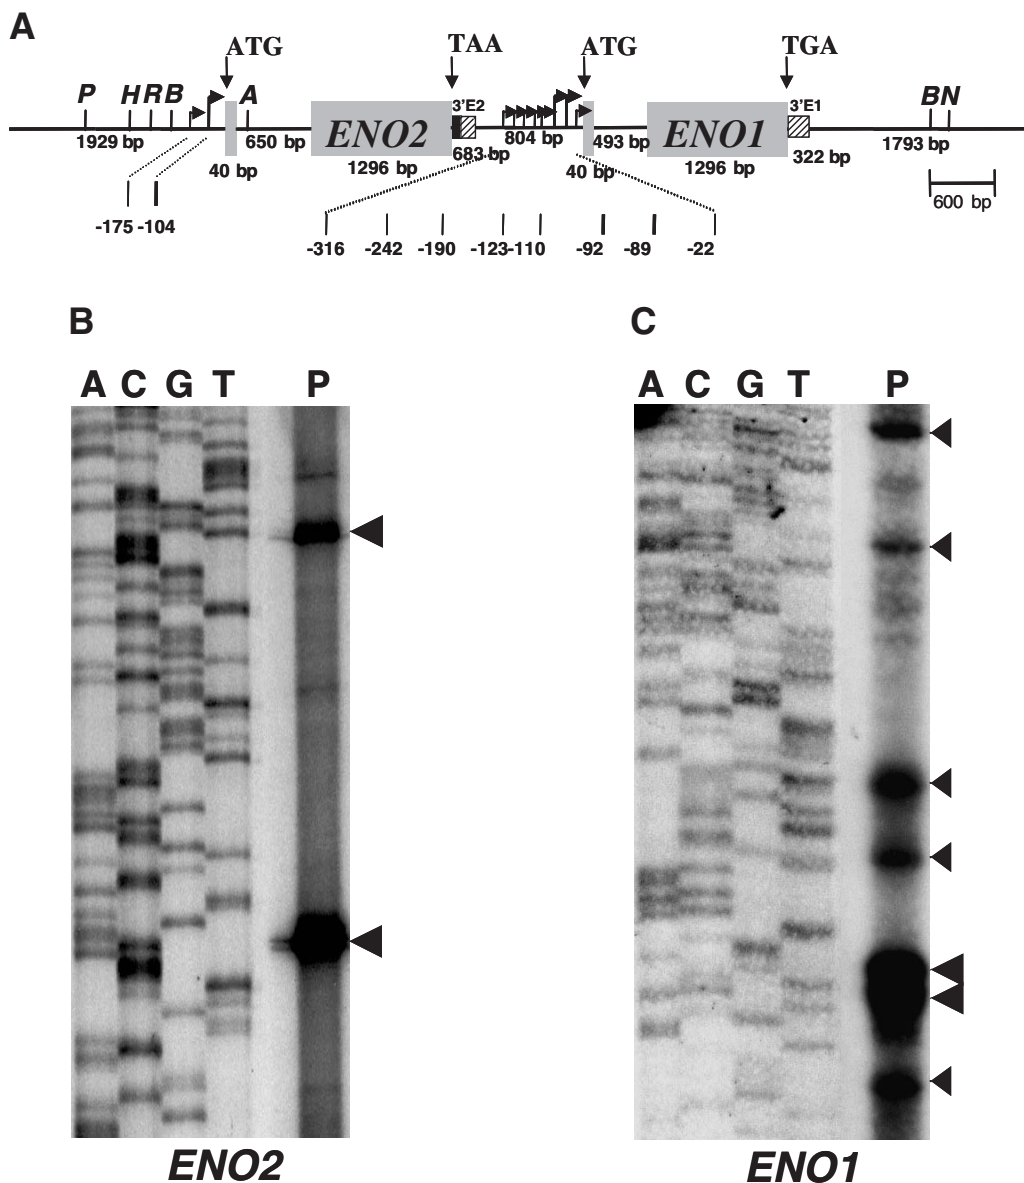 A
ATG TAA ATG TGA
P H R B A 3'E2 3'E1 B N
ENO2 ENO1
1929 bp 650 bp 804 bp 493 bp 1793 bp
40 bp 1296 bp 683 bp 40 bp 1296 bp 322 bp
600 bp
-175 -104
-316 -242 -190 -123 -110 -92 -89 -22
B C
A C G T P A C G T P
ENO2 ENO1